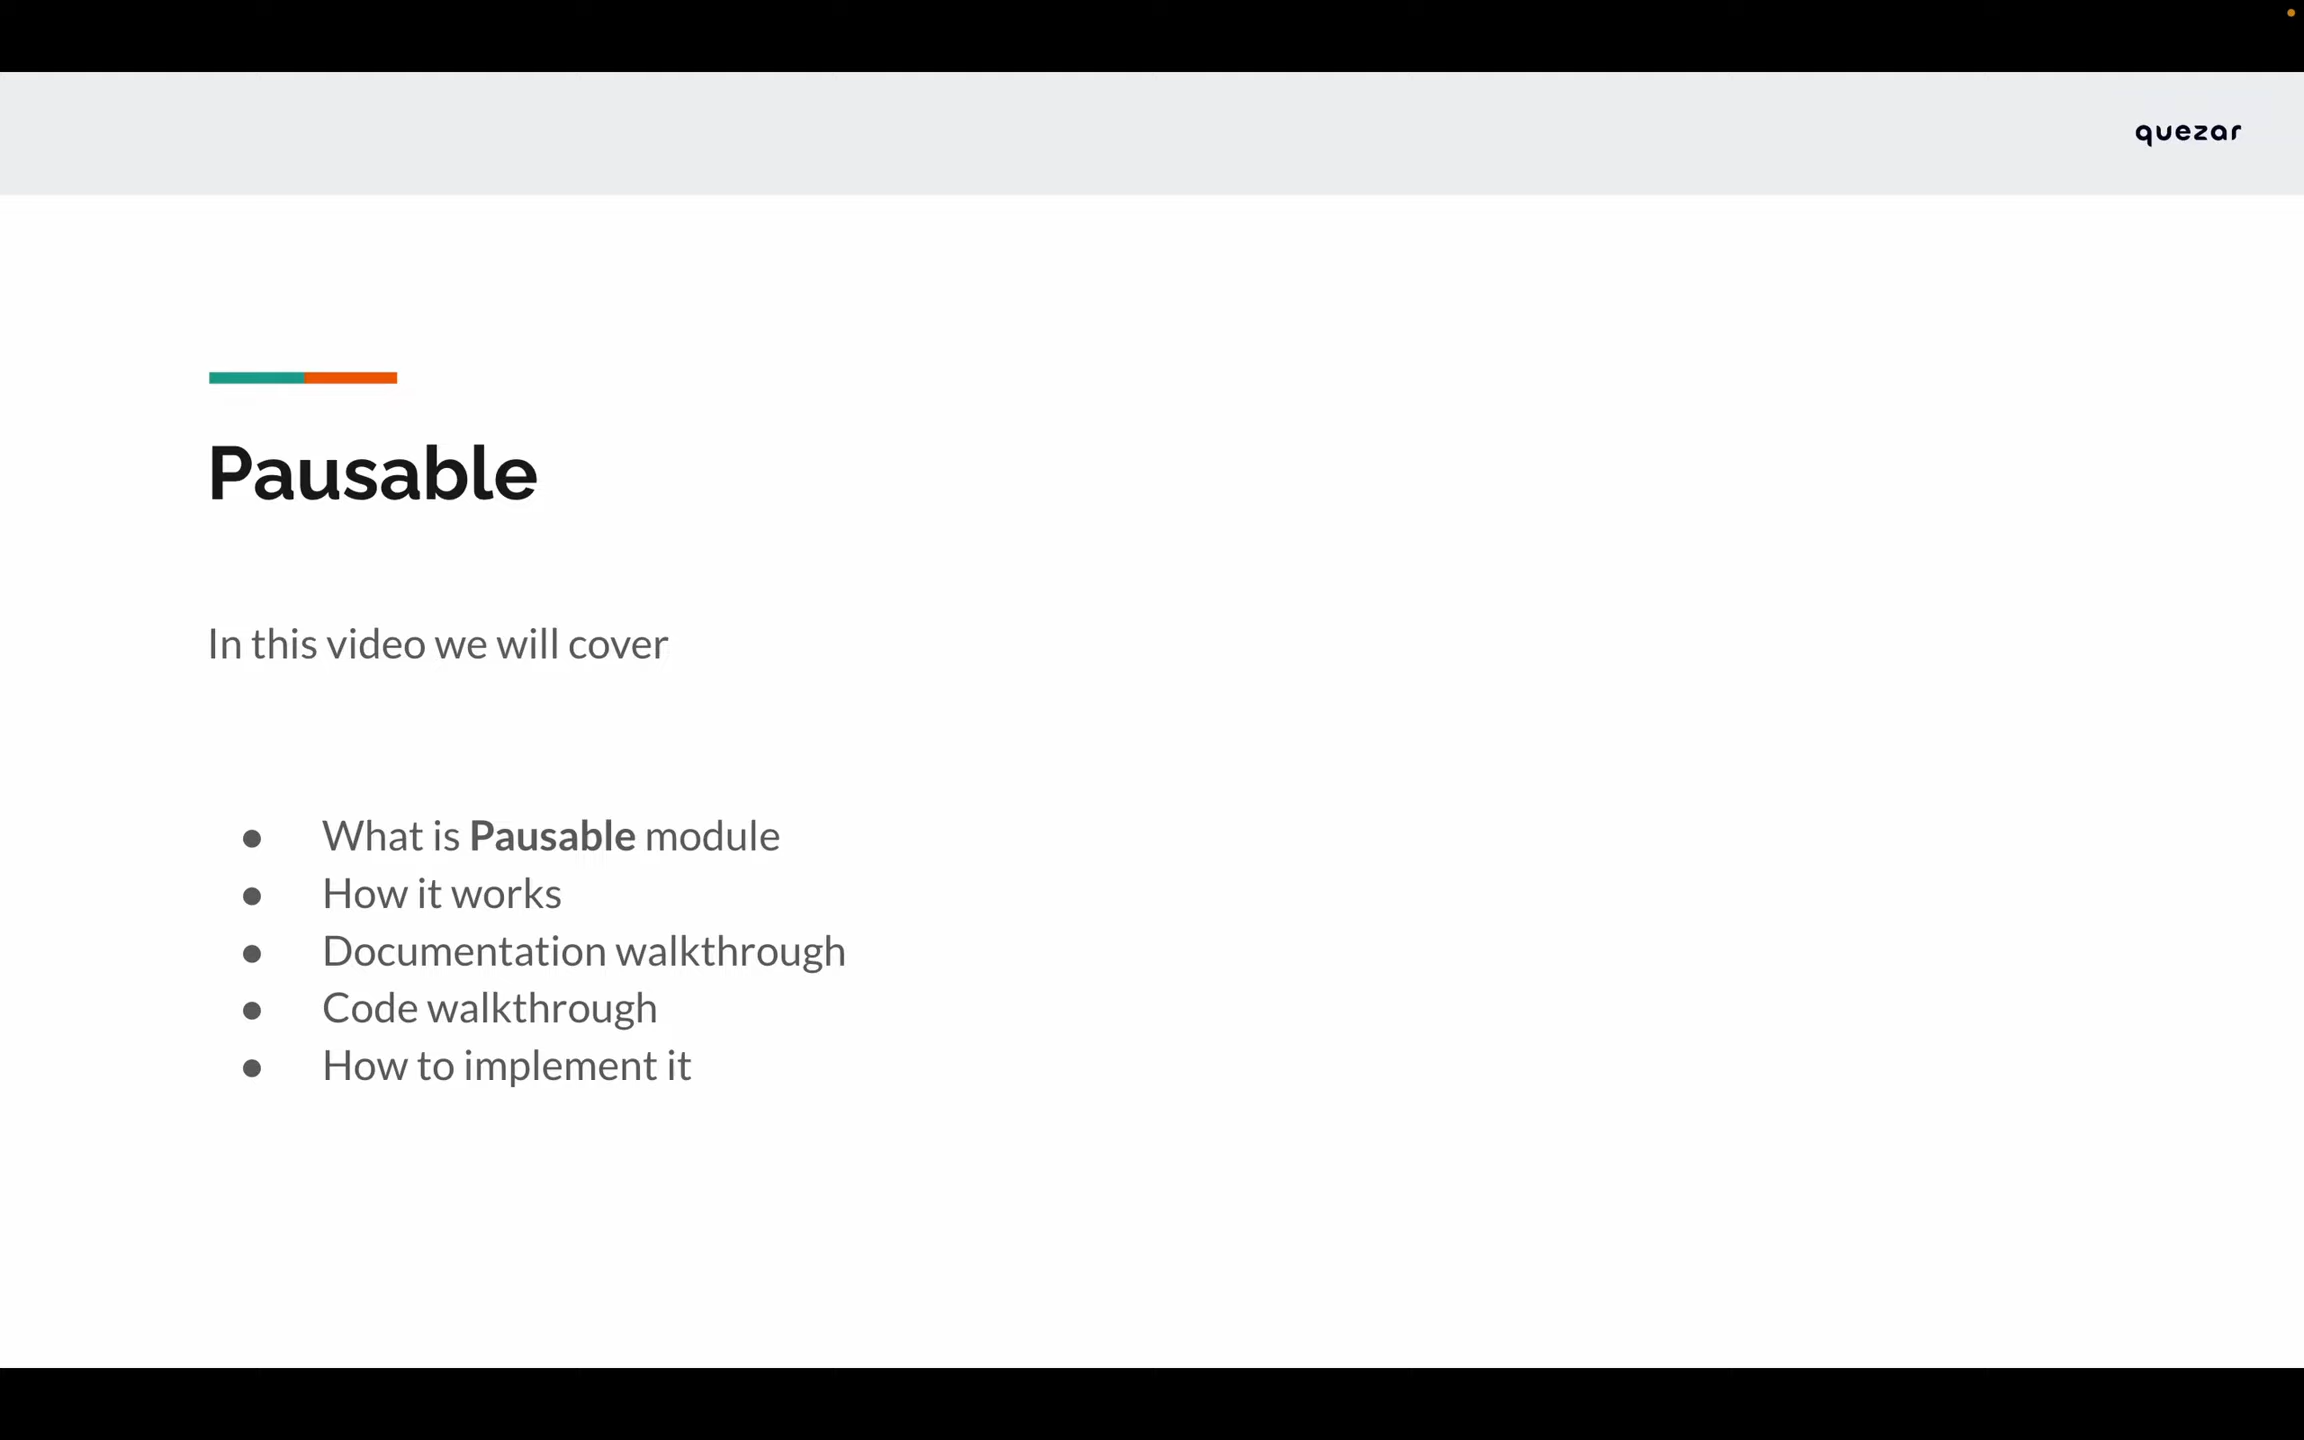 quezar
Pausable
In this video we will cover
● What is Pausable module
● How it works
● Documentation walkthrough
● Code walkthrough
● How to implement it